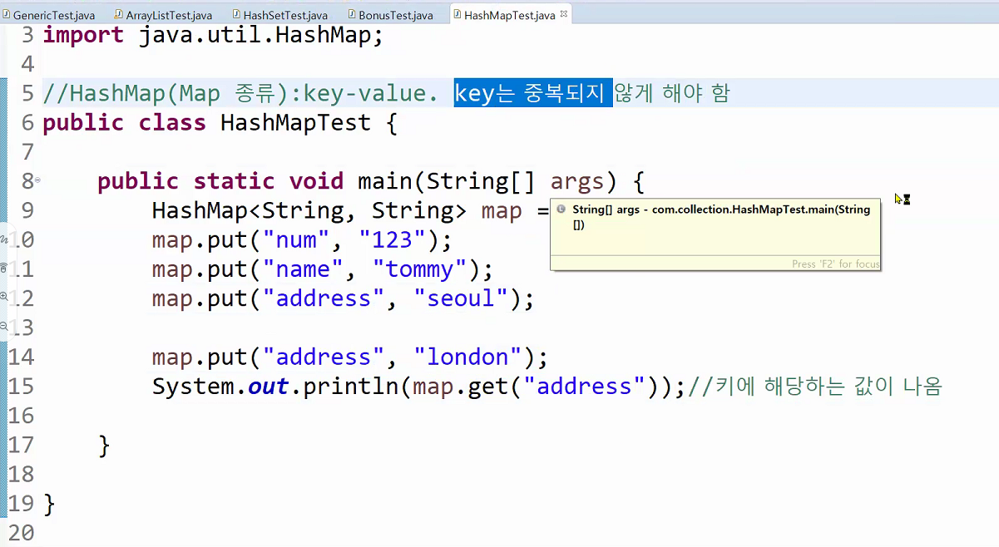 GenericTest.java ArrayListTest.java HashSetTest.java BonusTest.java HashMapTest.java
3 import java.util.HashMap;
4
5 //HashMap(Map 종류):key-value. key는 중복되지 않게 해야 함
6 public class HashMapTest {
7
8 public static void main(String[] args) {
9 HashMap<String, String> map =
String[] args - com.collection.HashMapTest.main(String
[])
10 map.put("num", "123");
11 map.put("name", "tommy");
Press 'F2' for focus
12 map.put("address", "seoul");
13
14 map.put("address", "london");
15 System.out.println(map.get("address"));//키에 해당하는 값이 나옴
16
17 }
18
19 }
20